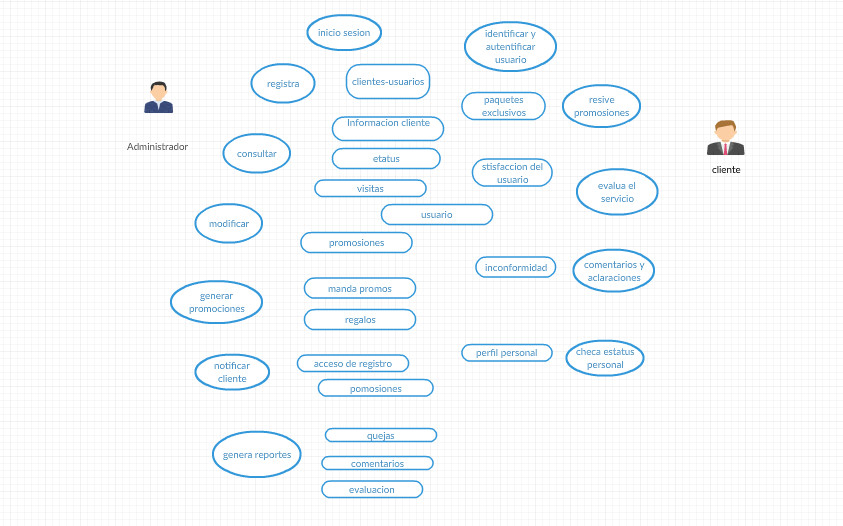 inicio sesion
identificar y
autentificar
usuario
registra
clientes-usuarios
paquetes
exclusivos
resive
promosiones
Informacion cliente
Administrador
consultar
etatus
cliente
stisfaccion del
usuario
visitas
evalua el
servicio
modificar
usuario
promosiones
inconformidad
comentarios y
aclaraciones
generar
promociones
manda promos
regalos
notificar
cliente
acceso de registro
perfil personal
checa estatus
personal
pomosiones
genera reportes
quejas
comentarios
evaluacion